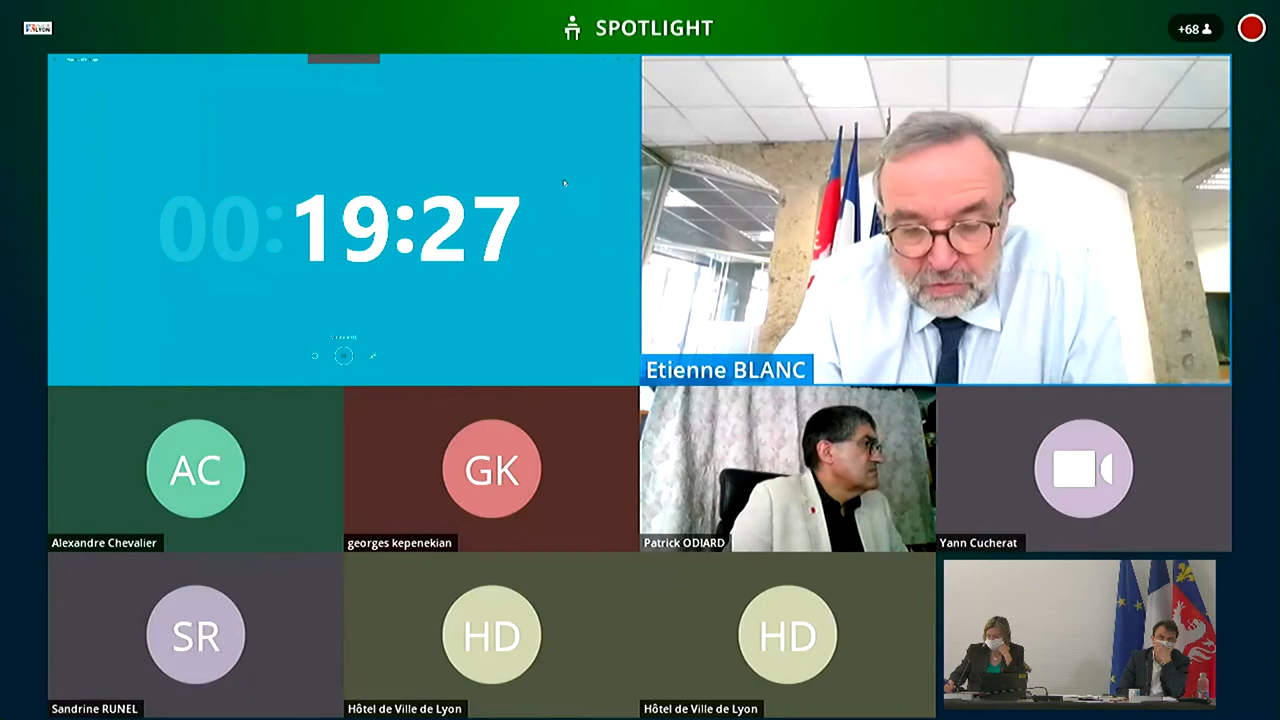 LYON
SPOTLIGHT
+68
00:19:27
Etienne BLANC
AC
GK
Alexandre Chevalier
georges kepenekian
Patrick ODIARD
Yann Cucherat
SR
HD
HD
Sandrine RUNEL
Hôtel de Ville de Lyon
Hôtel de Ville de Lyon